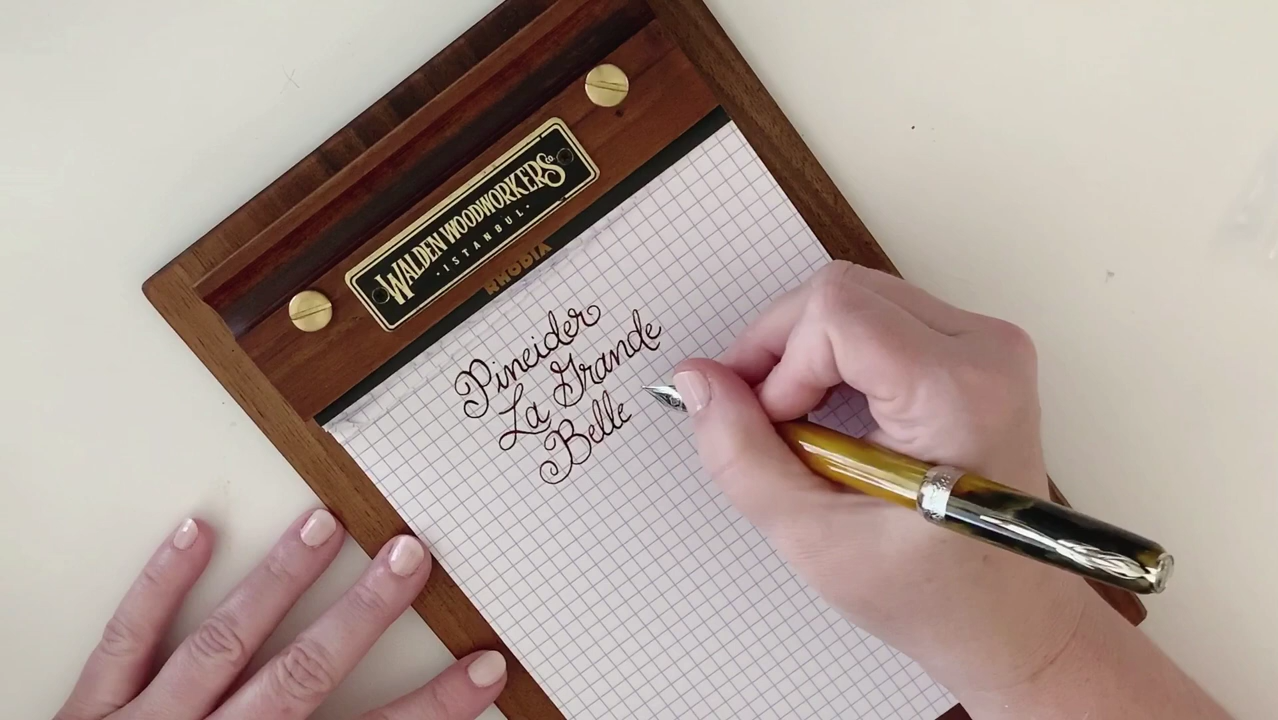 WALDEN WOODWORKERS Co
· ISTANBUL ·
RHODIA
Pineider
La Grande
Belle